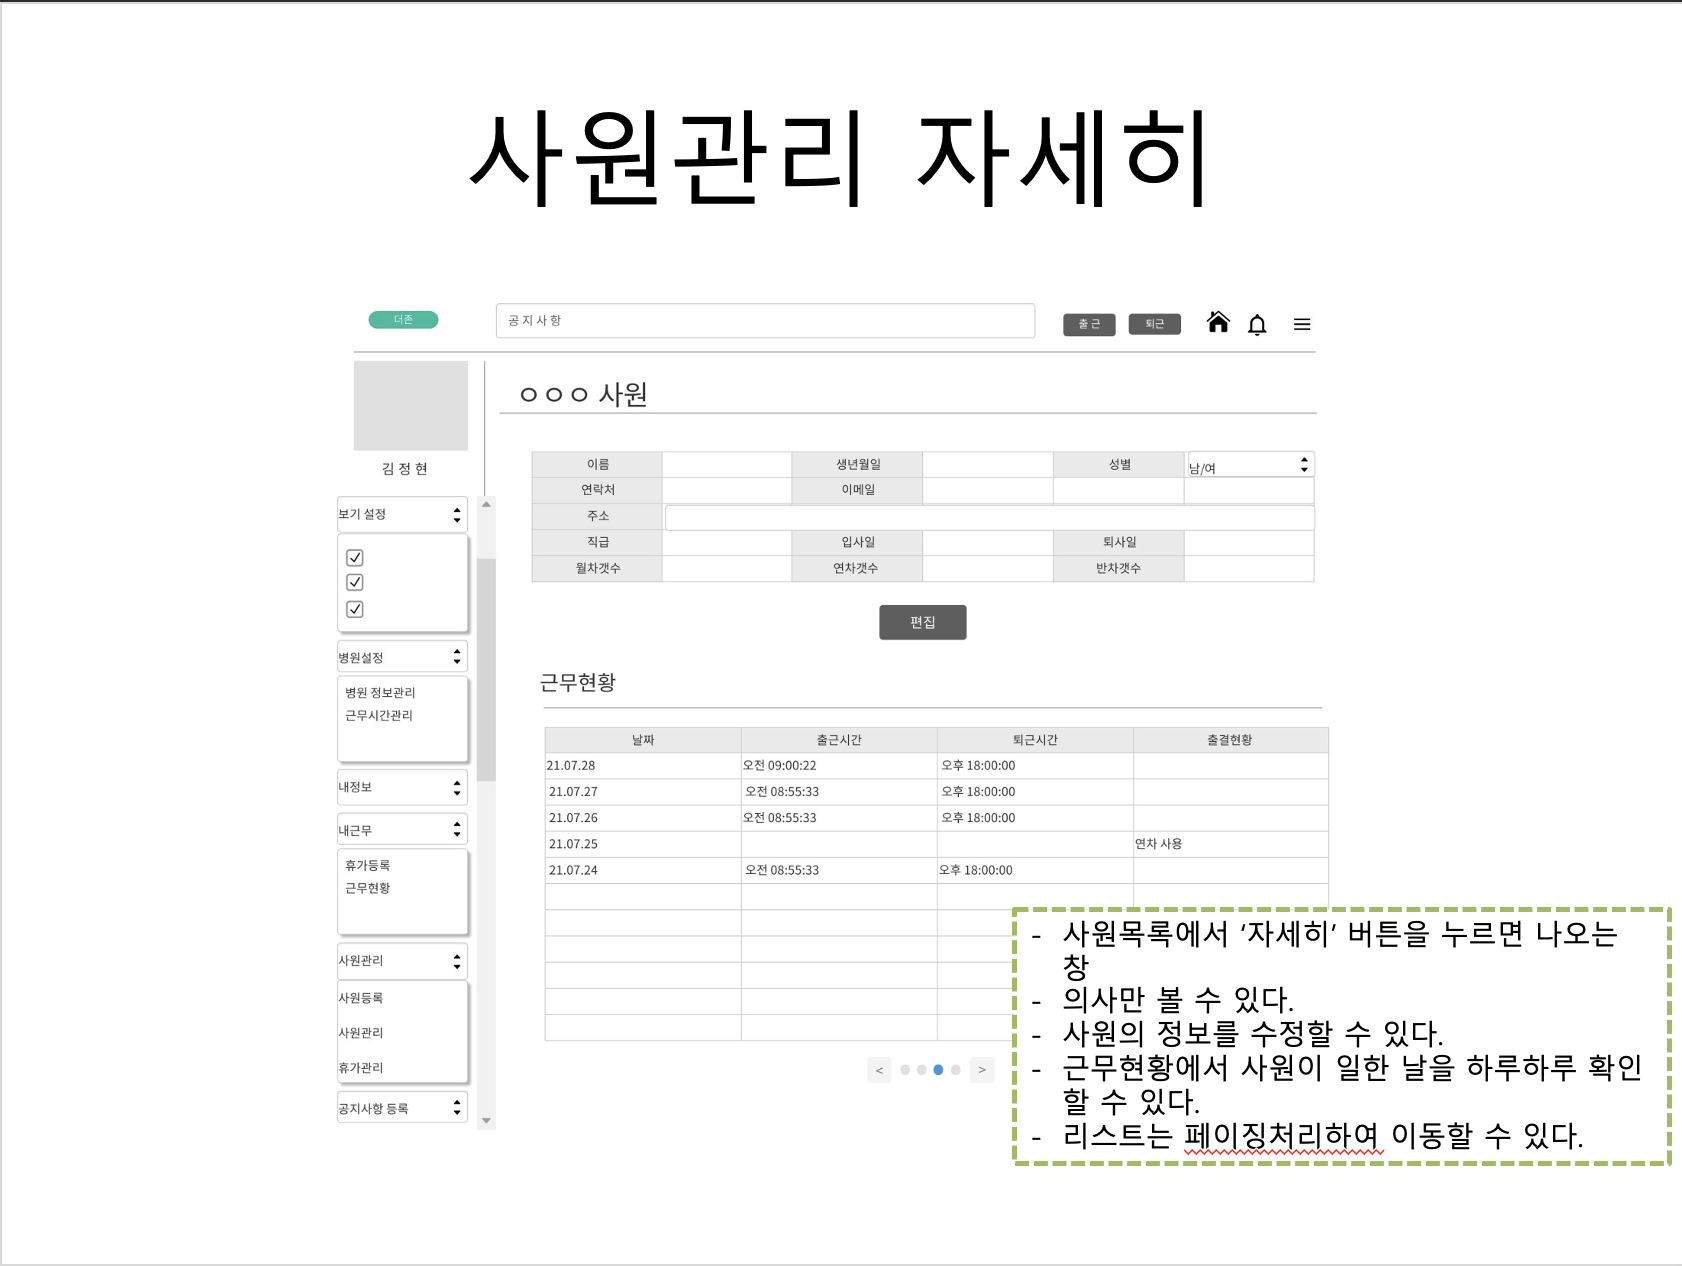 사원관리 자세히
더존
공지사항
출근
퇴근
김정현
보기 설정
병원설정
병원 정보관리
근무시간관리
내정보
내근무
휴가등록
근무현황
사원관리
사원등록
사원관리
휴가관리
공지사항 등록
ㅇㅇㅇ 사원
이름 생년월일 성별 남/여
연락처 이메일
주소
직급 입사일 퇴사일
월차갯수 연차갯수 반차갯수
편집
근무현황
날짜 출근시간 퇴근시간 출결현황
21.07.28 오전 09:00:22 오후 18:00:00
21.07.27 오전 08:55:33 오후 18:00:00
21.07.26 오전 08:55:33 오후 18:00:00
21.07.25 연차 사용
21.07.24 오전 08:55:33 오후 18:00:00
< >
- 사원목록에서 ‘자세히’ 버튼을 누르면 나오는
창
- 의사만 볼 수 있다.
- 사원의 정보를 수정할 수 있다.
- 근무현황에서 사원이 일한 날을 하루하루 확인
할 수 있다.
- 리스트는 페이징처리하여 이동할 수 있다.